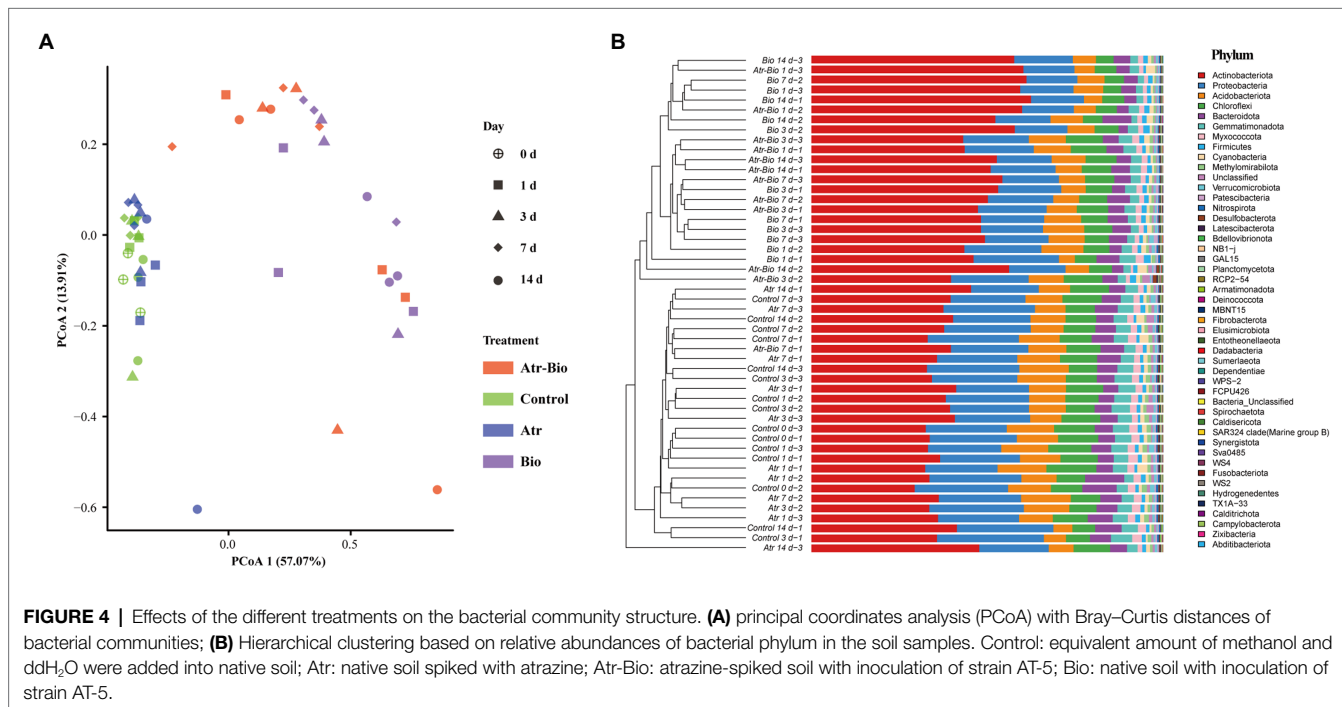 A
B
0.2
0.0
−0.2
−0.4
−0.6
PCoA 2 (13.91%)
0.0
0.5
PCoA 1 (57.07%)
Day
0 d
1 d
3 d
7 d
14 d
Treatment
Atr-Bio
Control
Atr
Bio
Bio 14 d−3
Atr−Bio 1 d−3
Bio 7 d−2
Bio 1 d−3
Bio 14 d−1
Atr−Bio 1 d−2
Bio 14 d−2
Bio 3 d−2
Atr−Bio 3 d−3
Atr−Bio 1 d−1
Atr−Bio 14 d−3
Atr−Bio 14 d−1
Atr−Bio 7 d−3
Bio 3 d−1
Atr−Bio 7 d−2
Atr−Bio 3 d−1
Bio 7 d−1
Bio 3 d−3
Bio 7 d−3
Bio 1 d−2
Bio 1 d−1
Atr−Bio 14 d−2
Atr−Bio 3 d−2
Atr 14 d−1
Control 7 d−3
Atr 7 d−3
Control 14 d−2
Control 7 d−2
Control 7 d−1
Atr−Bio 7 d−1
Atr 7 d−1
Control 14 d−3
Control 3 d−3
Atr 3 d−1
Control 1 d−2
Control 3 d−2
Atr 3 d−3
Control 0 d−3
Control 0 d−1
Control 1 d−3
Control 1 d−1
Atr 1 d−1
Atr 1 d−2
Control 0 d−2
Atr 7 d−2
Atr 3 d−2
Atr 1 d−3
Control 14 d−1
Control 3 d−1
Atr 14 d−3
Phylum
Actinobacteriota
Proteobacteria
Acidobacteriota
Chloroflexi
Bacteroidota
Gemmatimonadota
Myxococcota
Firmicutes
Cyanobacteria
Methylomirabilota
Unclassified
Verrucomicrobiota
Patescibacteria
Nitrospirota
Desulfobacterota
Latescibacterota
Bdellovibrionota
NB1−j
GAL15
Planctomycetota
RCP2−54
Armatimonadota
Deinococcota
MBNT15
Fibrobacterota
Elusimicrobiota
Entotheonellaeota
Dadabacteria
Sumerlaeota
Dependentiae
WPS−2
FCPU426
Bacteria_Unclassified
Spirochaetota
Caldisericota
SAR324 clade(Marine group B)
Synergistota
Sva0485
WS4
Fusobacteriota
WS2
Hydrogenedentes
TX1A−33
Calditrichota
Campylobacterota
Zixibacteria
Abditibacteriota
FIGURE 4 | Effects of the different treatments on the bacterial community structure. (A) principal coordinates analysis (PCoA) with Bray–Curtis distances of
bacterial communities; (B) Hierarchical clustering based on relative abundances of bacterial phylum in the soil samples. Control: equivalent amount of methanol and
ddH₂O were added into native soil; Atr: native soil spiked with atrazine; Atr-Bio: atrazine-spiked soil with inoculation of strain AT-5; Bio: native soil with inoculation of
strain AT-5.